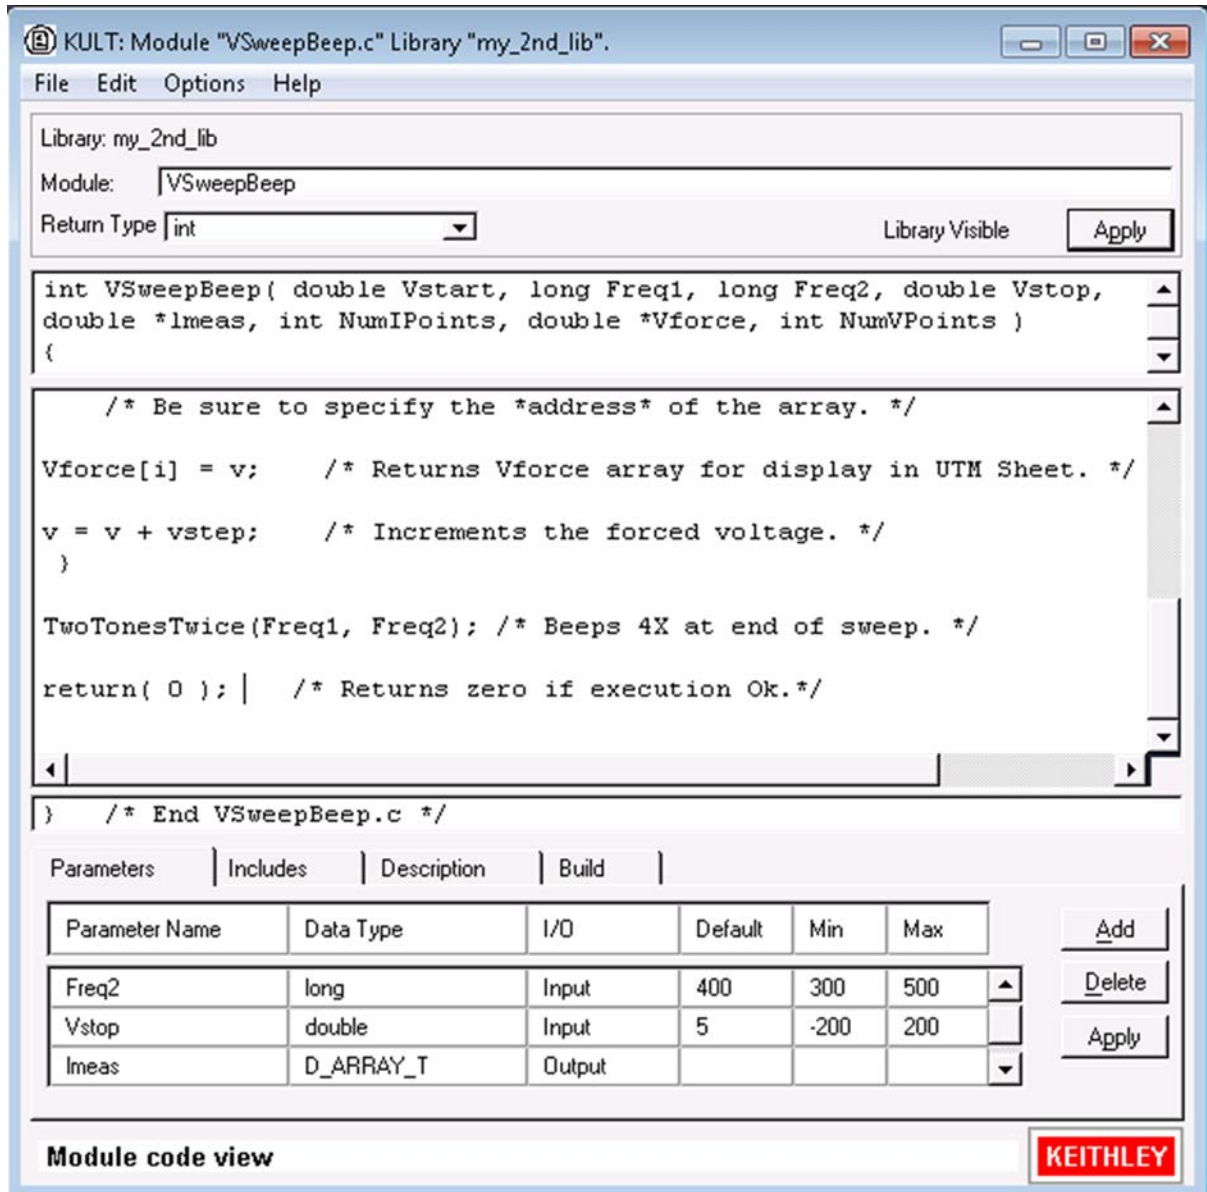 KULT: Module "VSweepBeep.c" Library "my_2nd_lib".
File Edit Options Help
Library: my_2nd_lib
Module: VSweepBeep
Return Type int Library Visible Apply
int VSweepBeep( double Vstart, long Freq1, long Freq2, double Vstop,
double *lmeas, int NumIPoints, double *Vforce, int NumVPoints )
{
/* Be sure to specify the *address* of the array. */
Vforce[i] = v; /* Returns Vforce array for display in UTM Sheet. */
v = v + vstep; /* Increments the forced voltage. */
}
TwoTonesTwice(Freq1, Freq2); /* Beeps 4X at end of sweep. */
return( 0 ); /* Returns zero if execution Ok.*/
} /* End VSweepBeep.c */
Parameters Includes Description Build
Parameter Name Data Type I/O Default Min Max Add
Freq2 long Input 400 300 500 Delete
Vstop double Input 5 -200 200 Apply
Imeas D_ARRAY_T Output
Module code view KEITHLEY